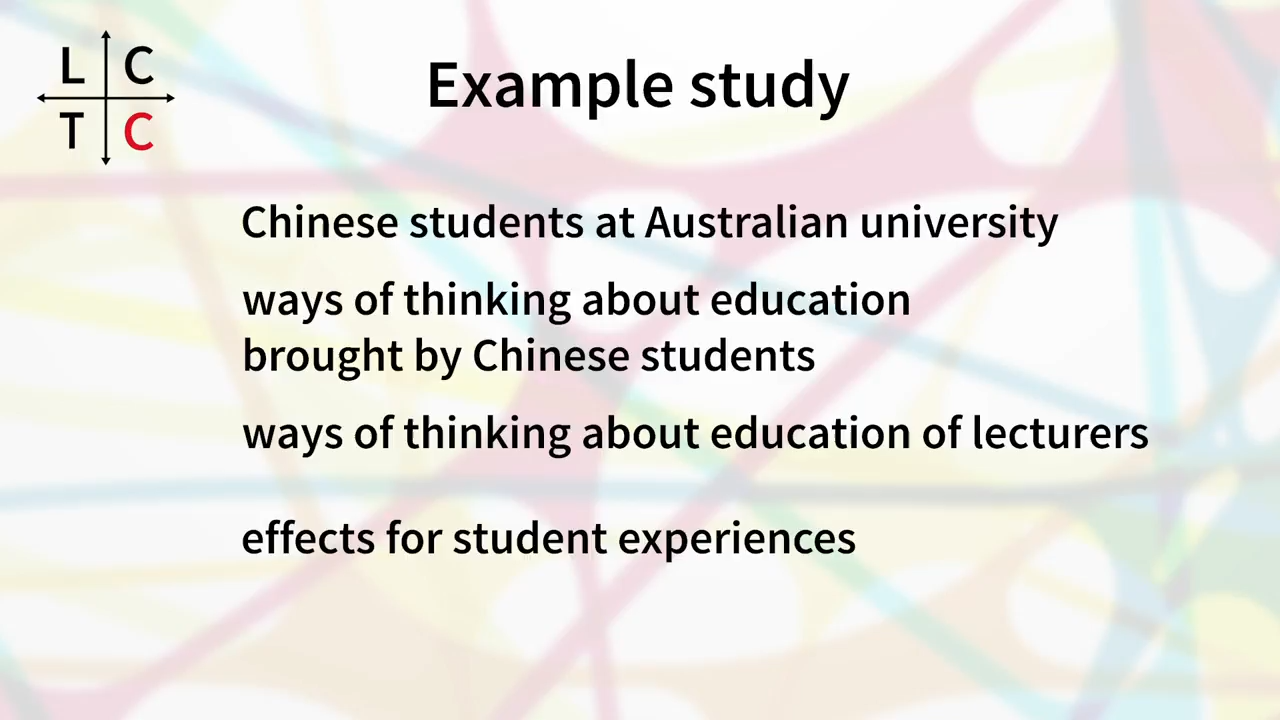 L C
T C
Example study
Chinese students at Australian university
ways of thinking about education
brought by Chinese students
ways of thinking about education of lecturers
effects for student experiences